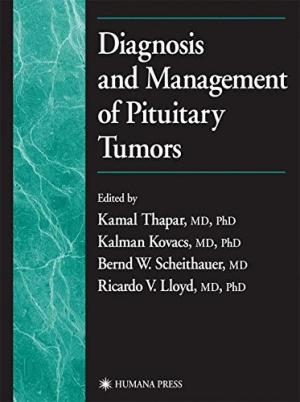 Diagnosis
and Management
of Pituitary
Tumors
Edited by
Kamal Thapar, MD, PhD
Kalman Kovacs, MD, PhD
Bernd W. Scheithauer, MD
Ricardo V. Lloyd, MD, PhD
HUMANA PRESS